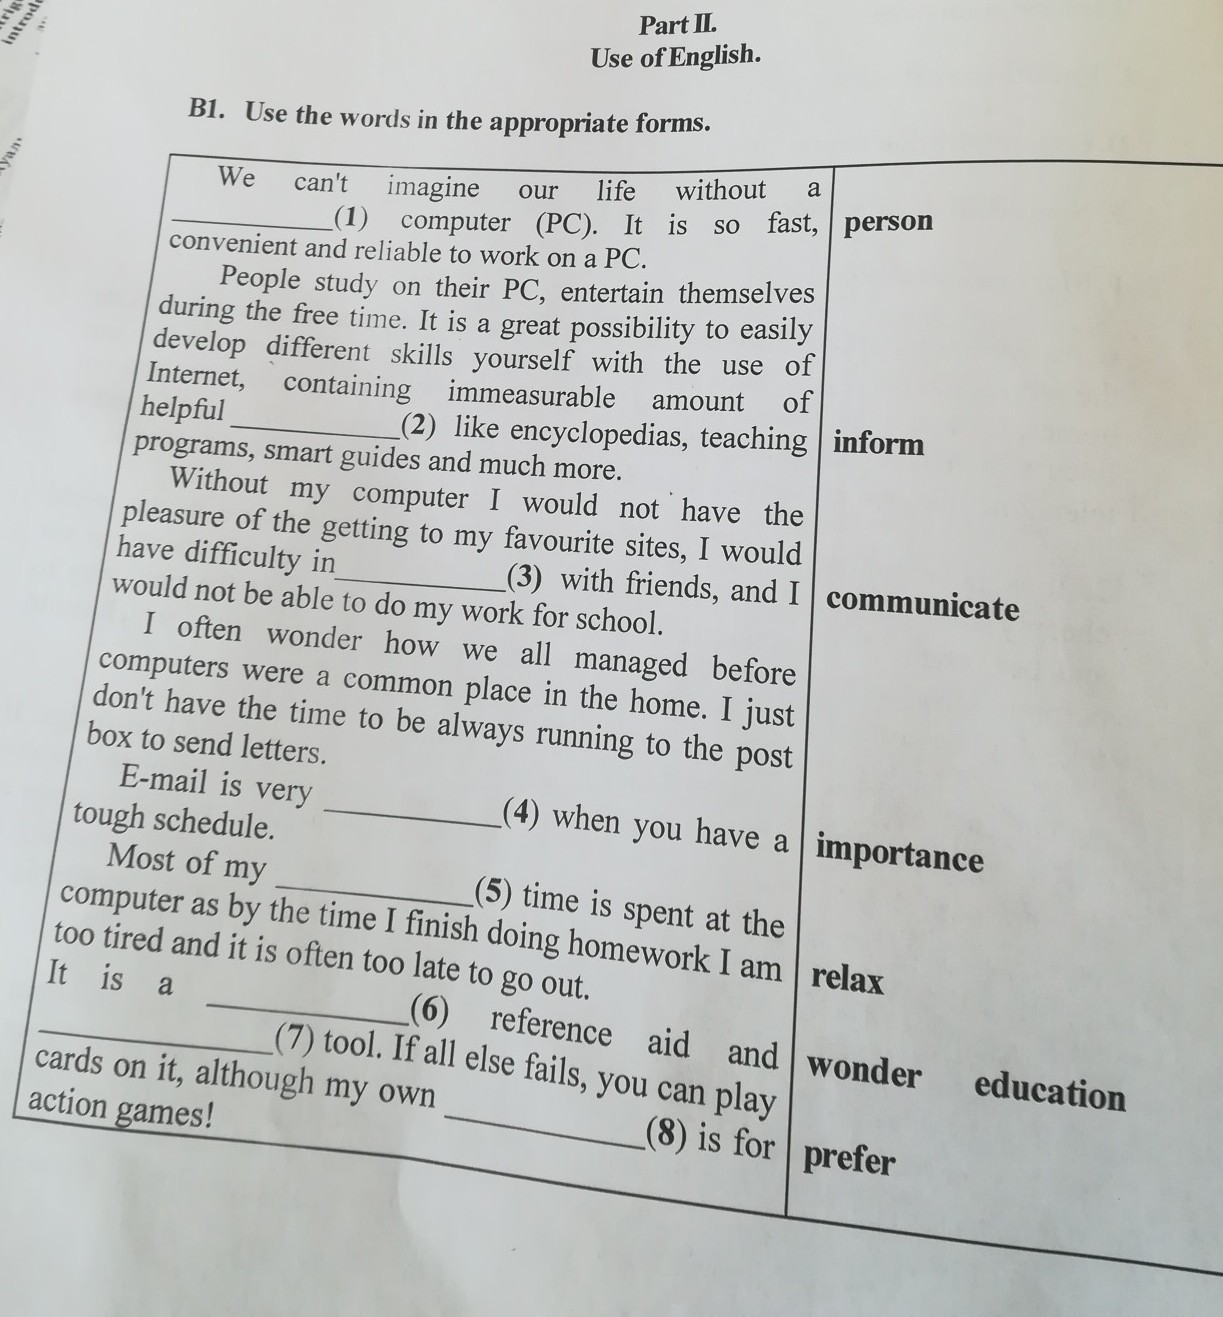 Part II.
Use of English.
B1. Use the words in the appropriate forms.
We can't imagine our life without a
__________(1) computer (PC). It is so fast, person
convenient and reliable to work on a PC.
People study on their PC, entertain themselves
during the free time. It is a great possibility to easily
develop different skills yourself with the use of
Internet, containing immeasurable amount of
helpful __________(2) like encyclopedias, teaching inform
programs, smart guides and much more.
Without my computer I would not have the
pleasure of the getting to my favourite sites, I would
have difficulty in __________(3) with friends, and I communicate
would not be able to do my work for school.
I often wonder how we all managed before
computers were a common place in the home. I just
don't have the time to be always running to the post
box to send letters.
E-mail is very __________(4) when you have a importance
tough schedule.
Most of my __________(5) time is spent at the
computer as by the time I finish doing homework I am relax
too tired and it is often too late to go out.
It is a __________(6) reference aid and wonder education
__________(7) tool. If all else fails, you can play
cards on it, although my own __________(8) is for prefer
action games!